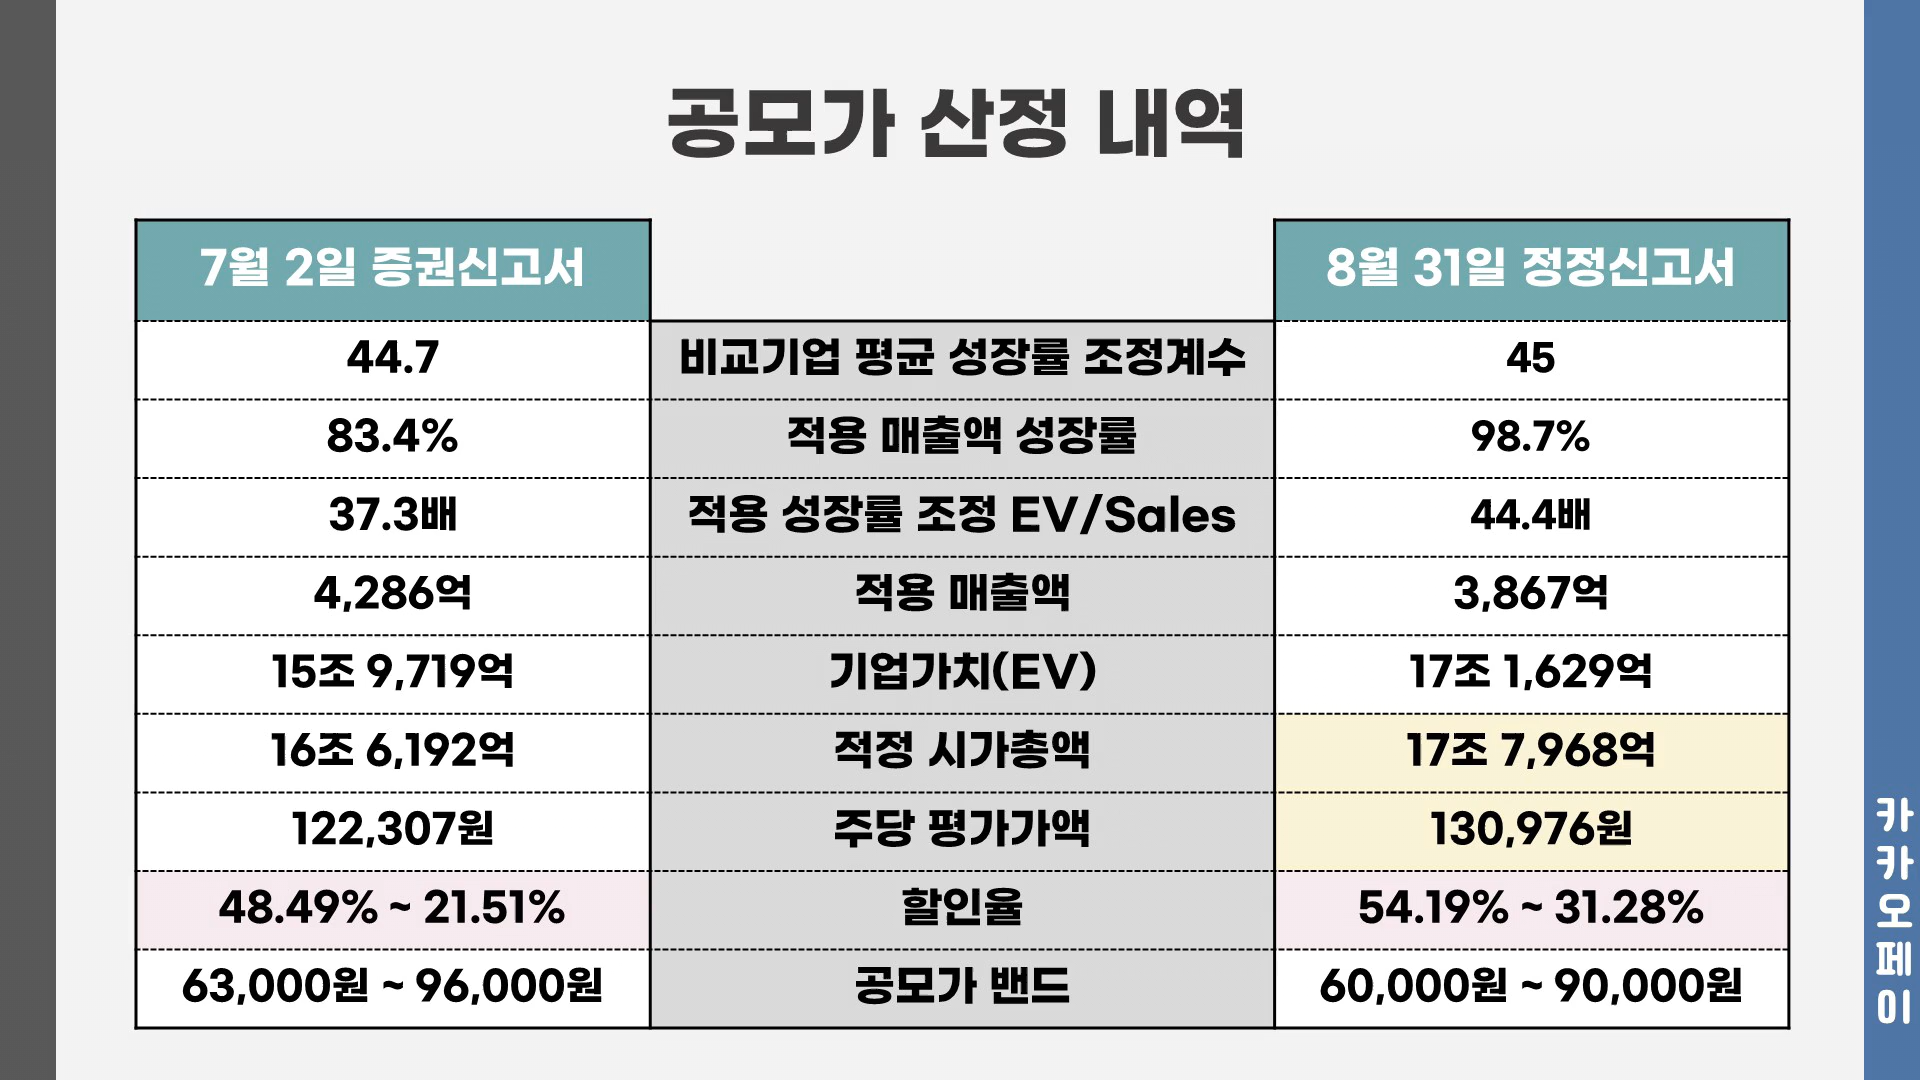 공모가 산정 내역
7월 2일 증권신고서 8월 31일 정정신고서
44.7 비교기업 평균 성장률 조정계수 45
83.4% 적용 매출액 성장률 98.7%
37.3배 적용 성장률 조정 EV/Sales 44.4배
4,286억 적용 매출액 3,867억
15조 9,719억 기업가치(EV) 17조 1,629억
16조 6,192억 적정 시가총액 17조 7,968억
122,307원 주당 평가가액 130,976원
48.49% ~ 21.51% 할인율 54.19% ~ 31.28%
63,000원 ~ 96,000원 공모가 밴드 60,000원 ~ 90,000원
카카오페이